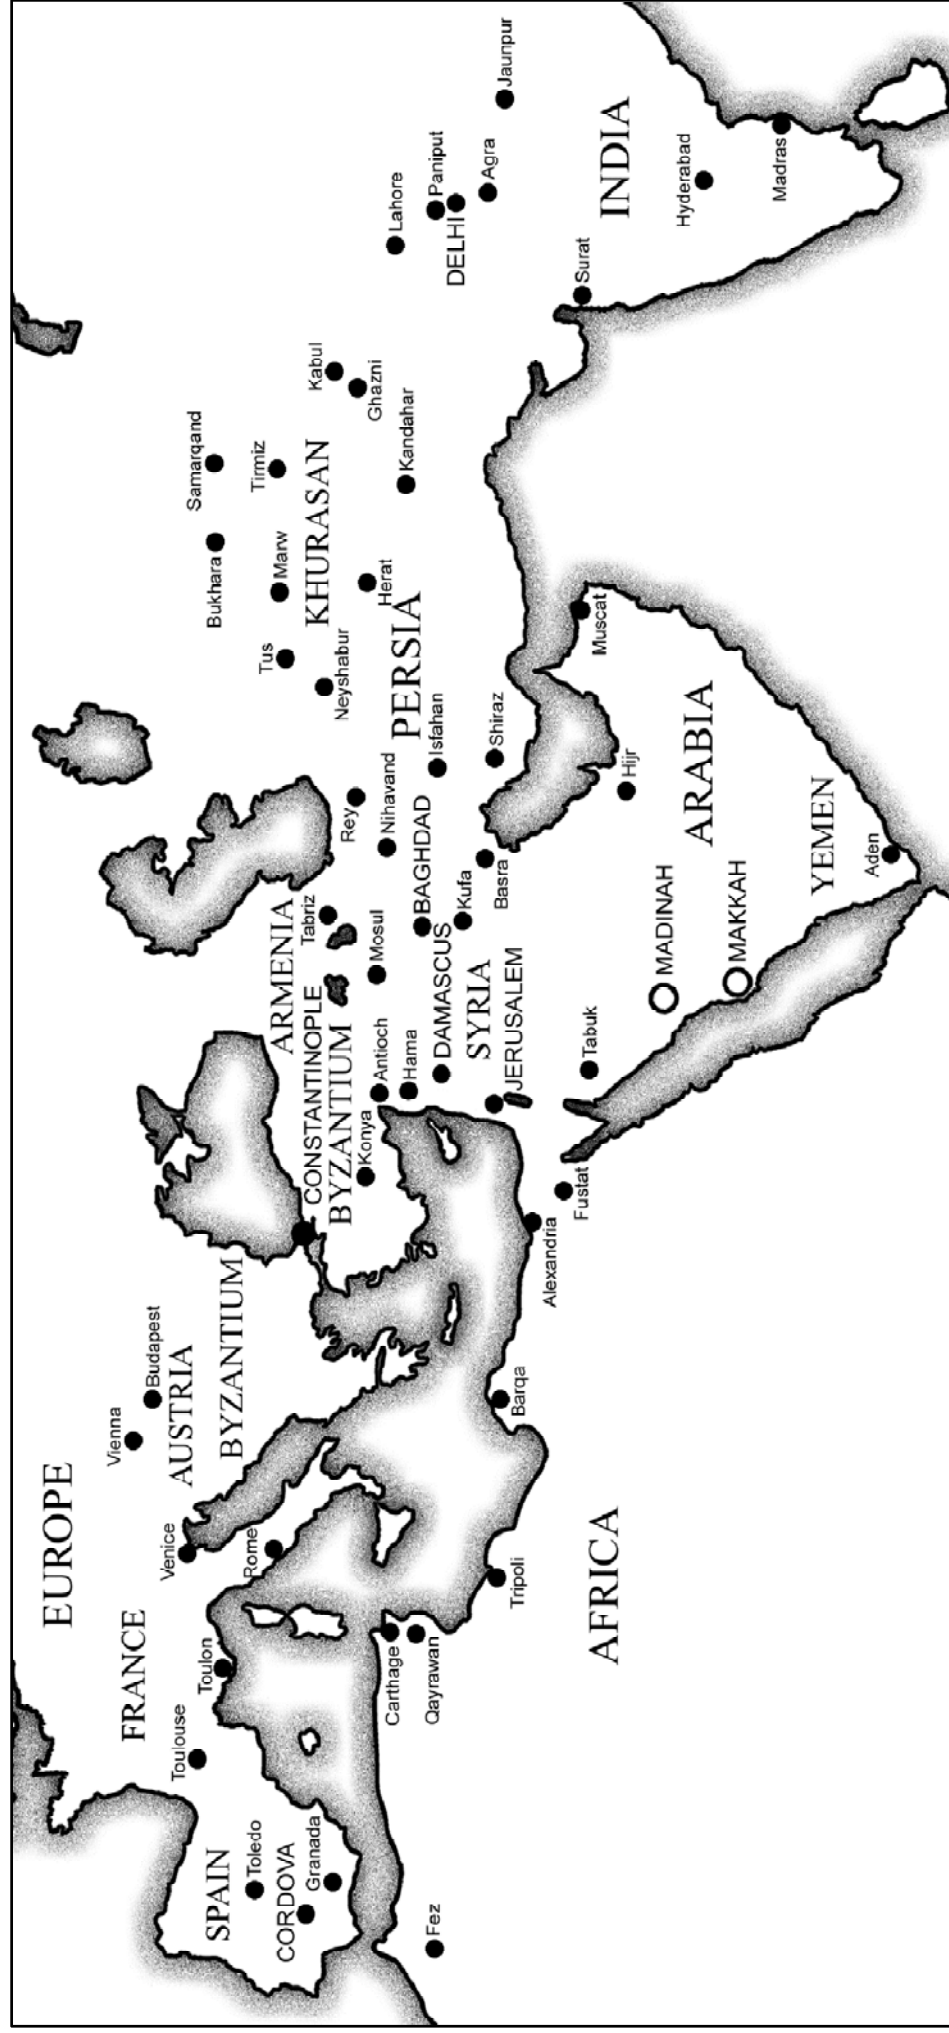 EUROPE
FRANCE
SPAIN
AUSTRIA
BYZANTIUM
Vienna
Budapest
Venice
Rome
Toulon
Toulouse
Toledo
CORDOVA
Granada
Fez
Carthage
Qayrawan
Tripoli
Barqa
AFRICA
Alexandria
Fustat
CONSTANTINOPLE
BYZANTIUM
Konya
ARMENIA
Antioch
Hama
DAMASCUS
SYRIA
JERUSALEM
Tabuk
Tabriz
Mosul
BAGHDAD
Kufa
Basra
MADINAH
MAKKAH
ARABIA
YEMEN
Aden
Hijr
Muscat
Rey
Nihavand
Isfahan
Shiraz
PERSIA
Tus
Neyshabur
Marw
KHURASAN
Herat
Bukhara
Samarqand
Tirmiz
Kabul
Ghazni
Kandahar
Lahore
Paniput
DELHI
Agra
Jaunpur
INDIA
Surat
Hyderabad
Madras